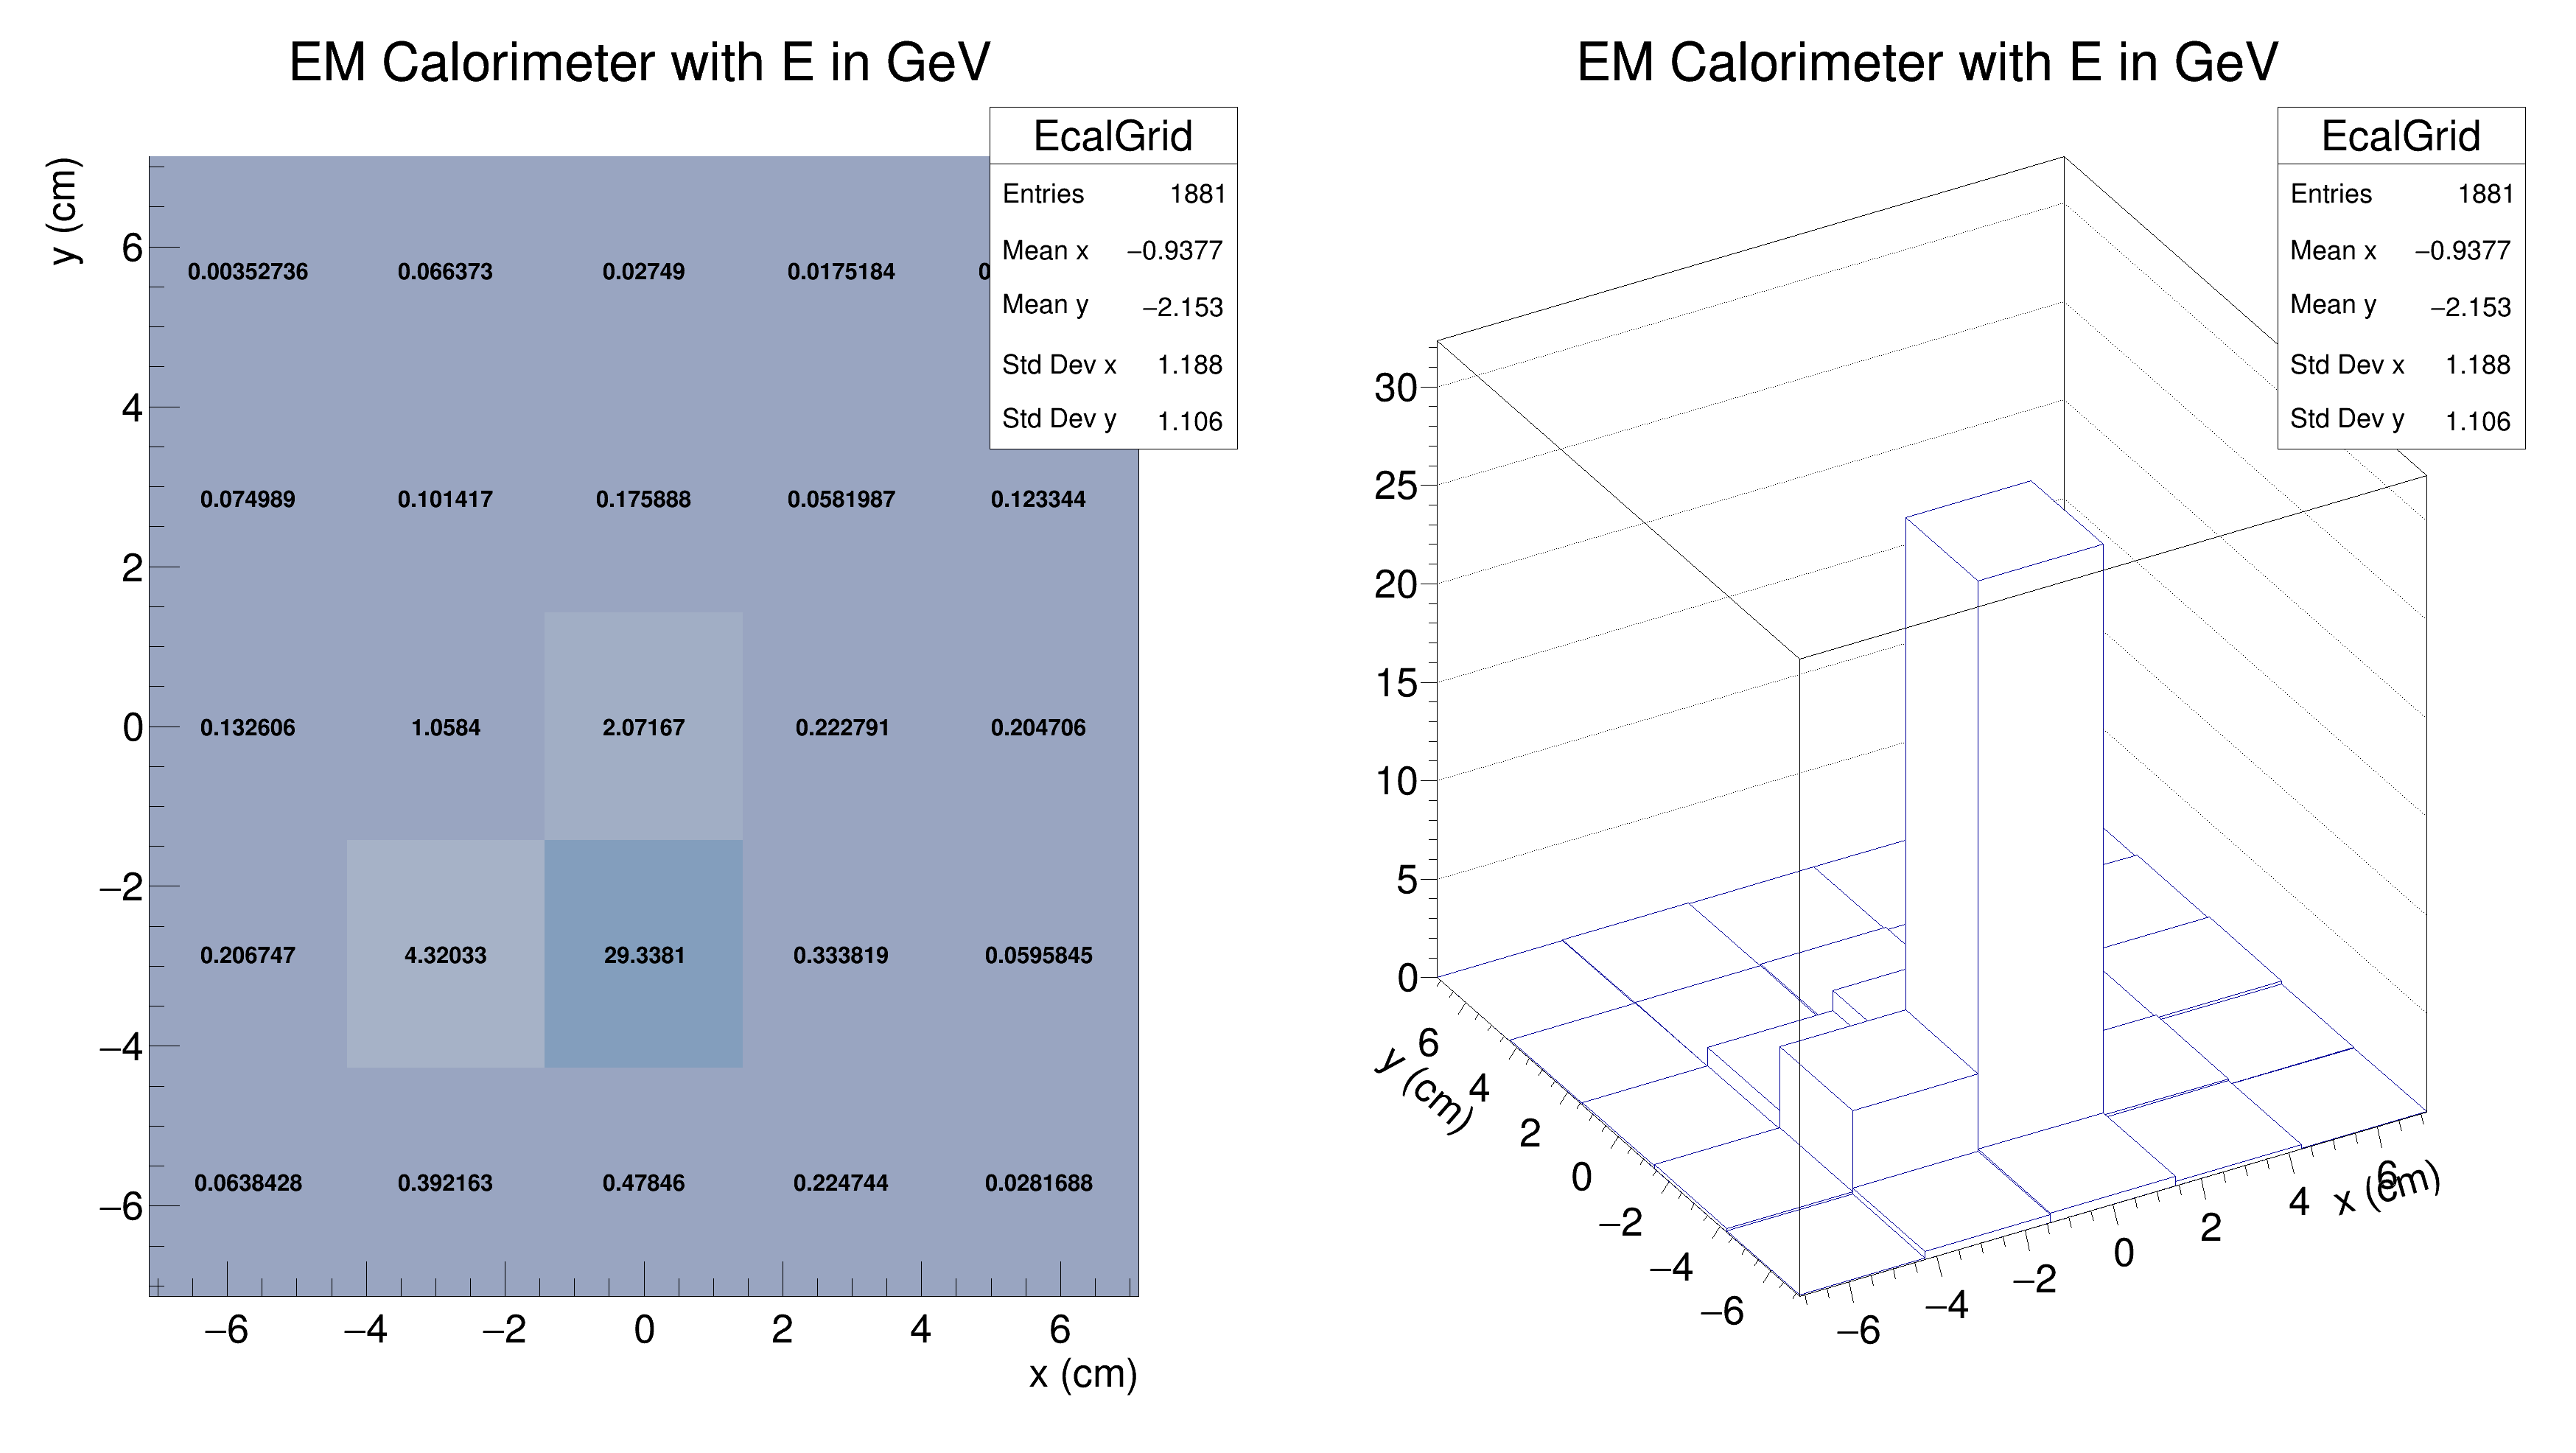 EM Calorimeter with E in GeV
EcalGrid
Entries 1881
Mean x −0.9377
Mean y −2.153
Std Dev x 1.188
Std Dev y 1.106
y (cm)
6
4
2
0
−2
−4
−6
0.00352736 0.066373 0.02749 0.0175184
0.074989 0.101417 0.175888 0.0581987 0.123344
0.132606 1.0584 2.07167 0.222791 0.204706
0.206747 4.32033 29.3381 0.333819 0.0595845
0.0638428 0.392163 0.47846 0.224744 0.0281688
−6 −4 −2 0 2 4 6
x (cm)
EM Calorimeter with E in GeV
EcalGrid
Entries 1881
Mean x −0.9377
Mean y −2.153
Std Dev x 1.188
Std Dev y 1.106
30
25
20
15
10
5
0
y (cm)
6
4
2
0
−2
−4
−6
−6 −4 −2 0 2 4 6
x (cm)